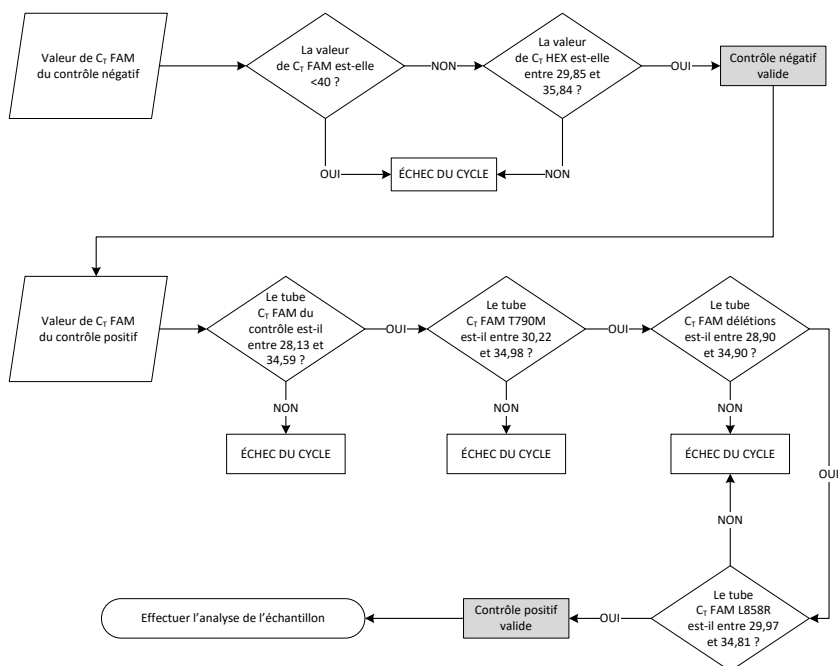 Valeur de CT FAM
du contrôle négatif
La valeur
de CT FAM est-elle
<40 ?
NON
La valeur
de CT HEX est-elle
entre 29,85 et
35,84 ?
OUI
Contrôle négatif
valide
OUI
ÉCHEC DU CYCLE
NON
Valeur de CT FAM
du contrôle positif
Le tube
CT FAM du
contrôle est-il
entre 28,13 et
34,59 ?
OUI
Le tube
CT FAM T790M
est-il entre 30,22
et 34,98 ?
OUI
Le tube
CT FAM délétions
est-il entre 28,90
et 34,90 ?
NON
NON
NON
ÉCHEC DU CYCLE
ÉCHEC DU CYCLE
ÉCHEC DU CYCLE
OUI
NON
Effectuer l'analyse de l'échantillon
Contrôle positif
valide
OUI
Le tube
CT FAM L858R
est-il entre 29,97
et 34,81 ?